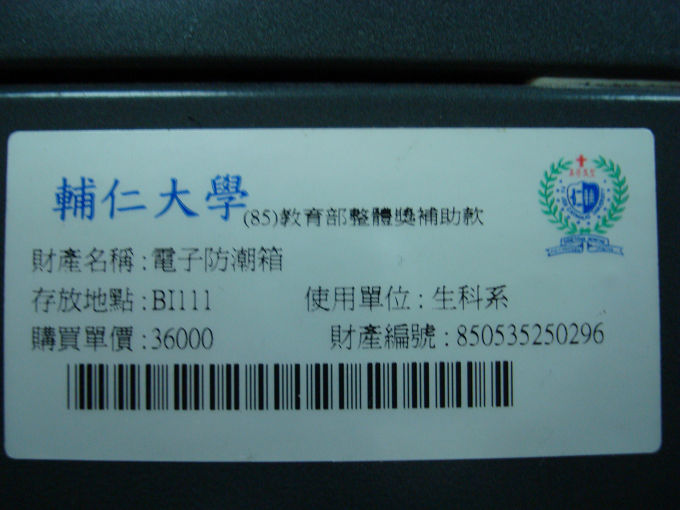 輔仁大學 (85)教育部整體獎補助款
財產名稱:電子防潮箱
存放地點:BI111 使用單位:生科系
購買單價:36000 財產編號:850535250296